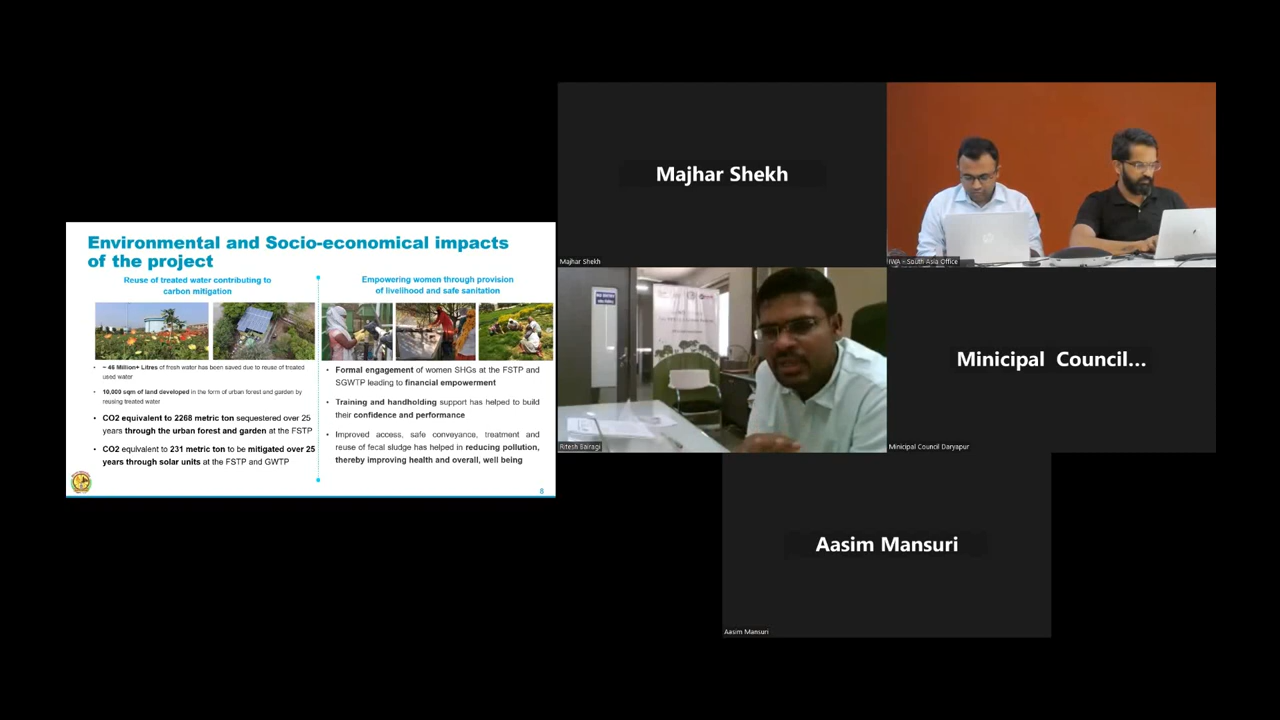 Environmental and Socio-economical impacts
of the project
Reuse of treated water contributing to
carbon mitigation
~ 46 Million+ Litres of fresh water has been saved due to reuse of treated
used water
10,000 sqm of land developed in the form of urban forest and garden by
reusing treated water
CO2 equivalent to 2268 metric ton sequestered over 25
years through the urban forest and garden at the FSTP
CO2 equivalent to 231 metric ton to be mitigated over 25
years through solar units at the FSTP and GWTP
Empowering women through provision
of livelihood and safe sanitation
Formal engagement of women SHGs at the FSTP and
SGWTP leading to financial empowerment
Training and handholding support has helped to build
their confidence and performance
Improved access, safe conveyance, treatment and
reuse of fecal sludge has helped in reducing pollution,
thereby improving health and overall, well being
8
Majhar Shekh
Majhar Shekh
IWA - South Asia Office
NO ENTRY
Ritesh Bairagi
Minicipal Council...
Minicipal Council Daryapur
Aasim Mansuri
Aasim Mansuri